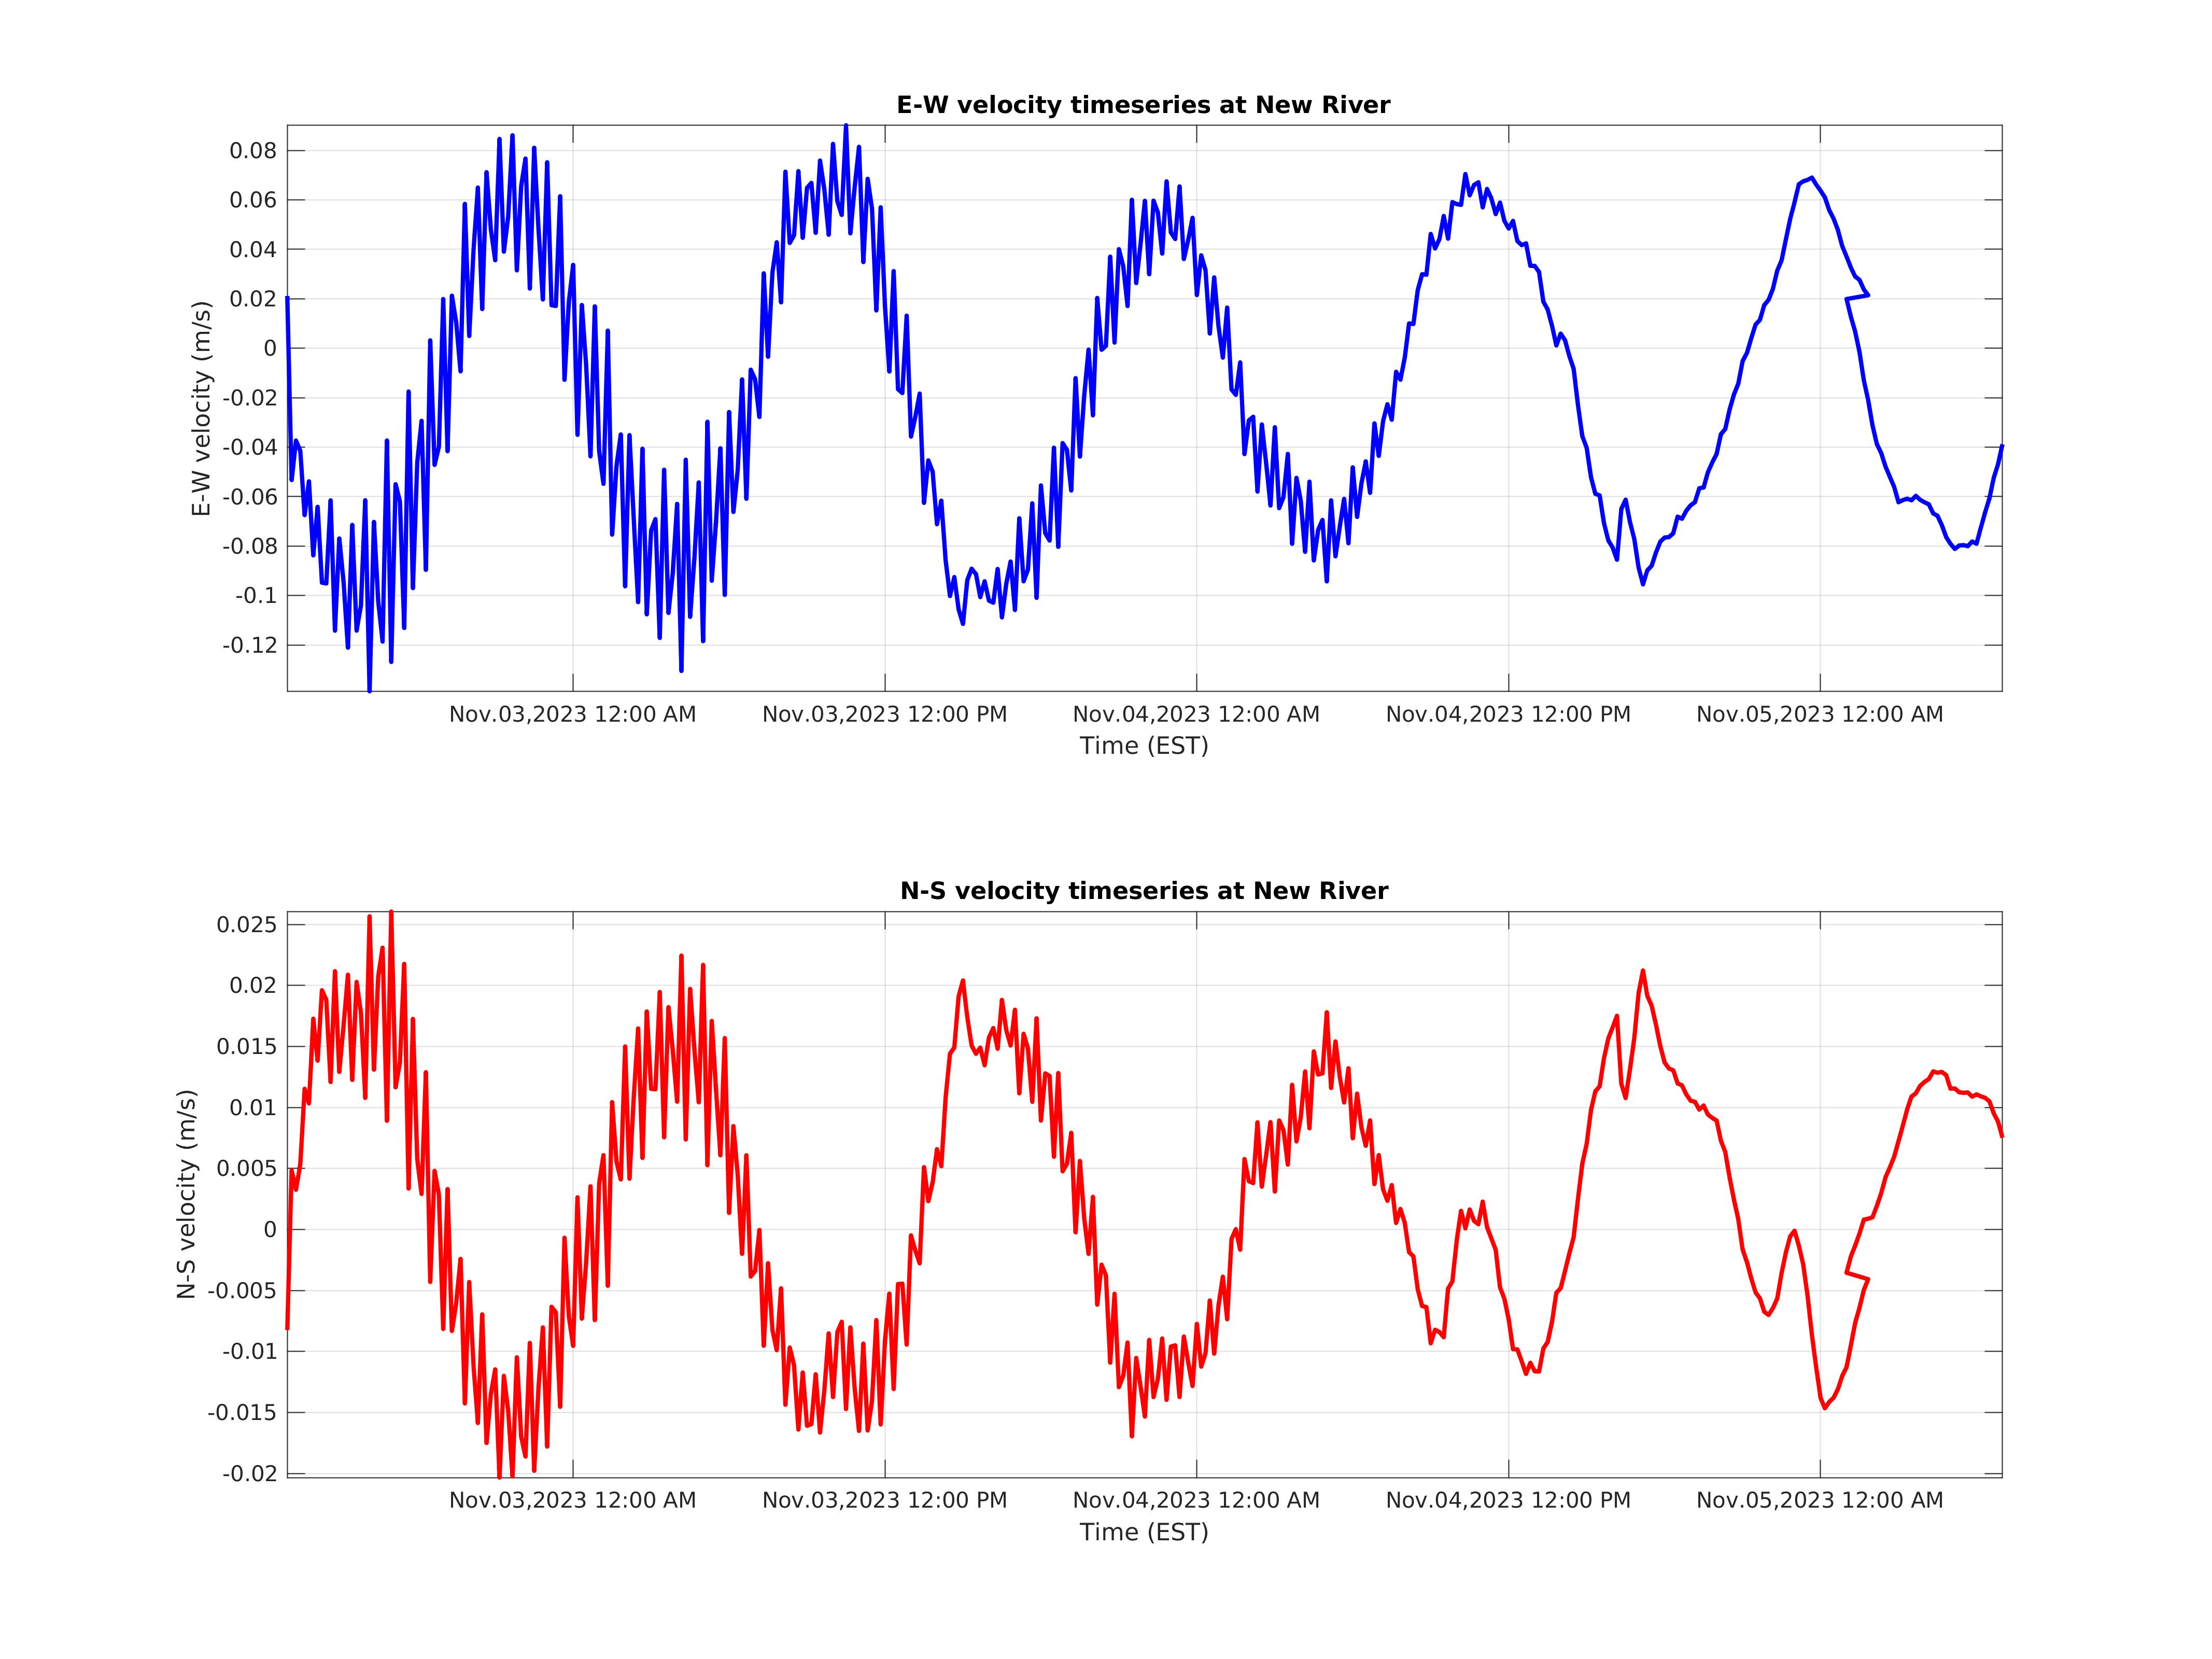 E-W velocity timeseries at New River
E-W velocity (m/s)
0.08
0.06
0.04
0.02
0
-0.02
-0.04
-0.06
-0.08
-0.1
-0.12
Nov.03,2023 12:00 AM Nov.03,2023 12:00 PM Nov.04,2023 12:00 AM Nov.04,2023 12:00 PM Nov.05,2023 12:00 AM
Time (EST)
N-S velocity timeseries at New River
N-S velocity (m/s)
0.025
0.02
0.015
0.01
0.005
0
-0.005
-0.01
-0.015
-0.02
Nov.03,2023 12:00 AM Nov.03,2023 12:00 PM Nov.04,2023 12:00 AM Nov.04,2023 12:00 PM Nov.05,2023 12:00 AM
Time (EST)